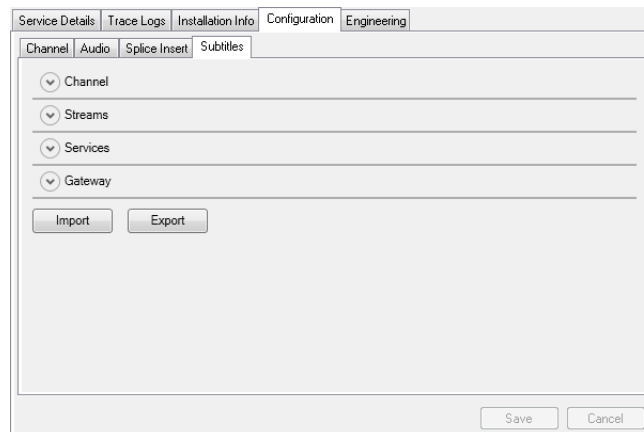 Service Details Trace Logs Installation Info Configuration Engineering
Channel Audio Splice Insert Subtitles
Channel
Streams
Services
Gateway
Import Export
Save Cancel